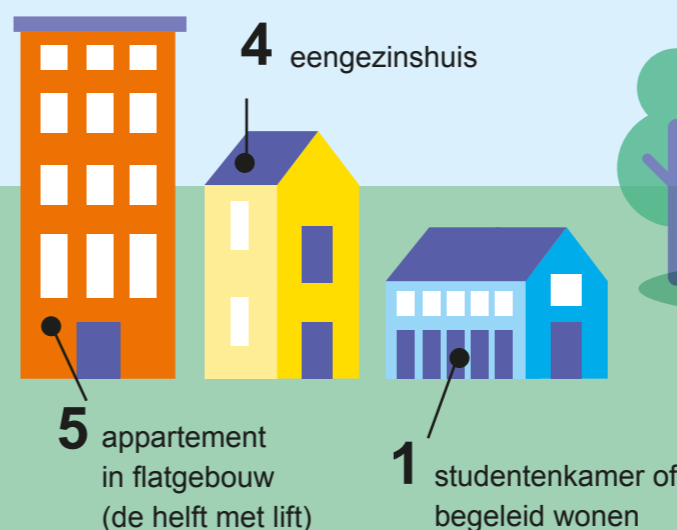 4 eengezinshuis
5 appartement
in flatgebouw
(de helft met lift)
1 studentenkamer of
begeleid wonen